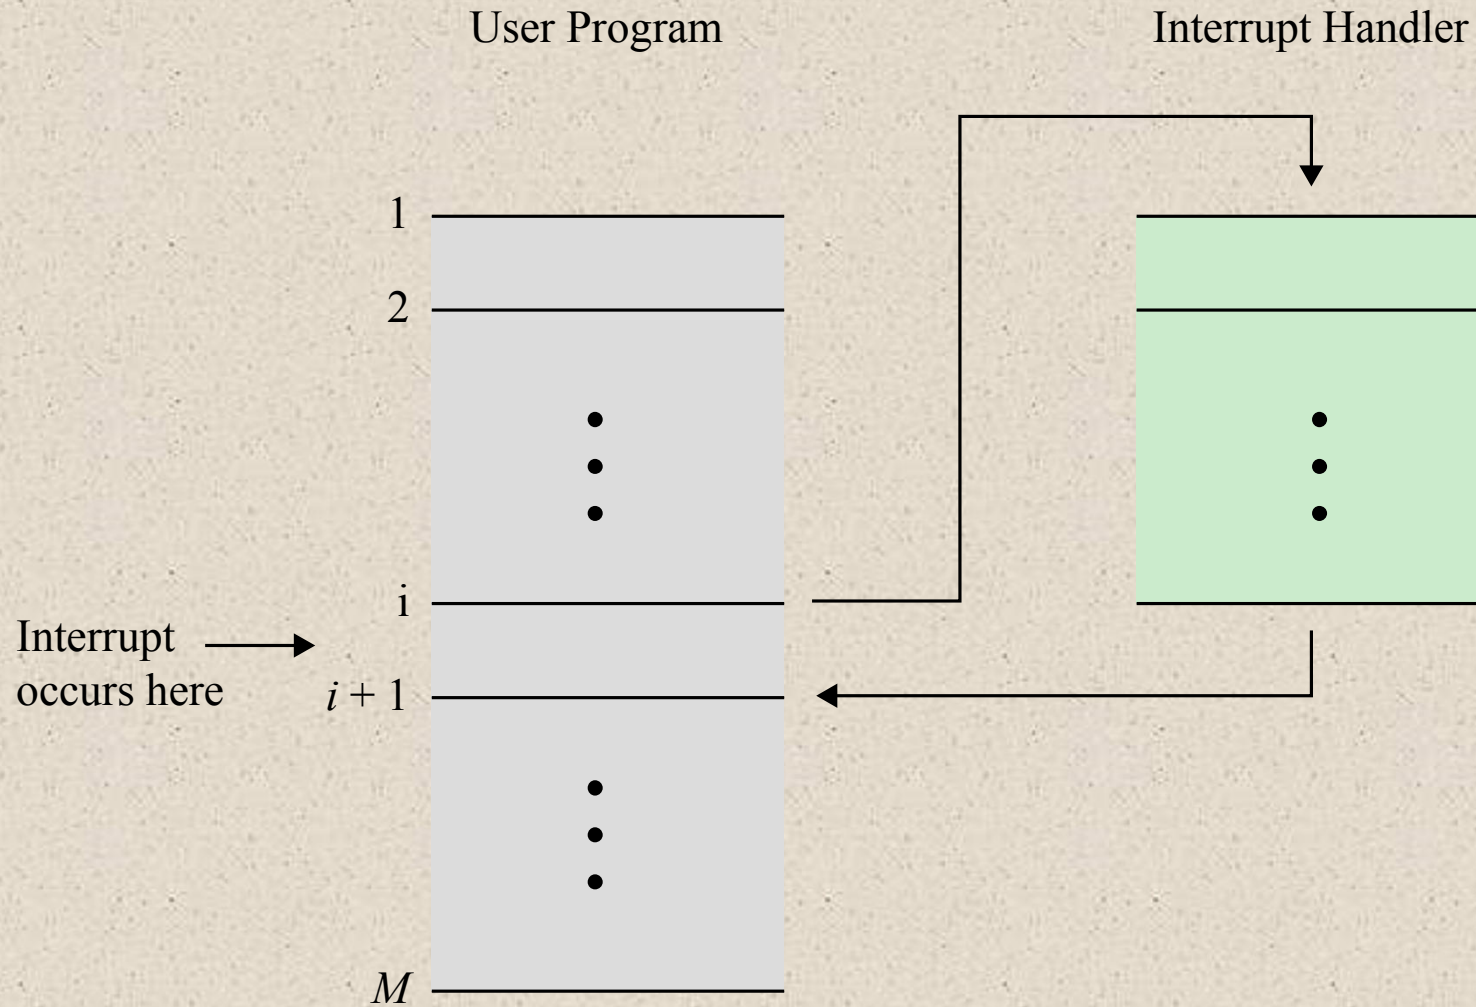 User Program
Interrupt Handler
1
2
i
Interrupt
occurs here
i + 1
M